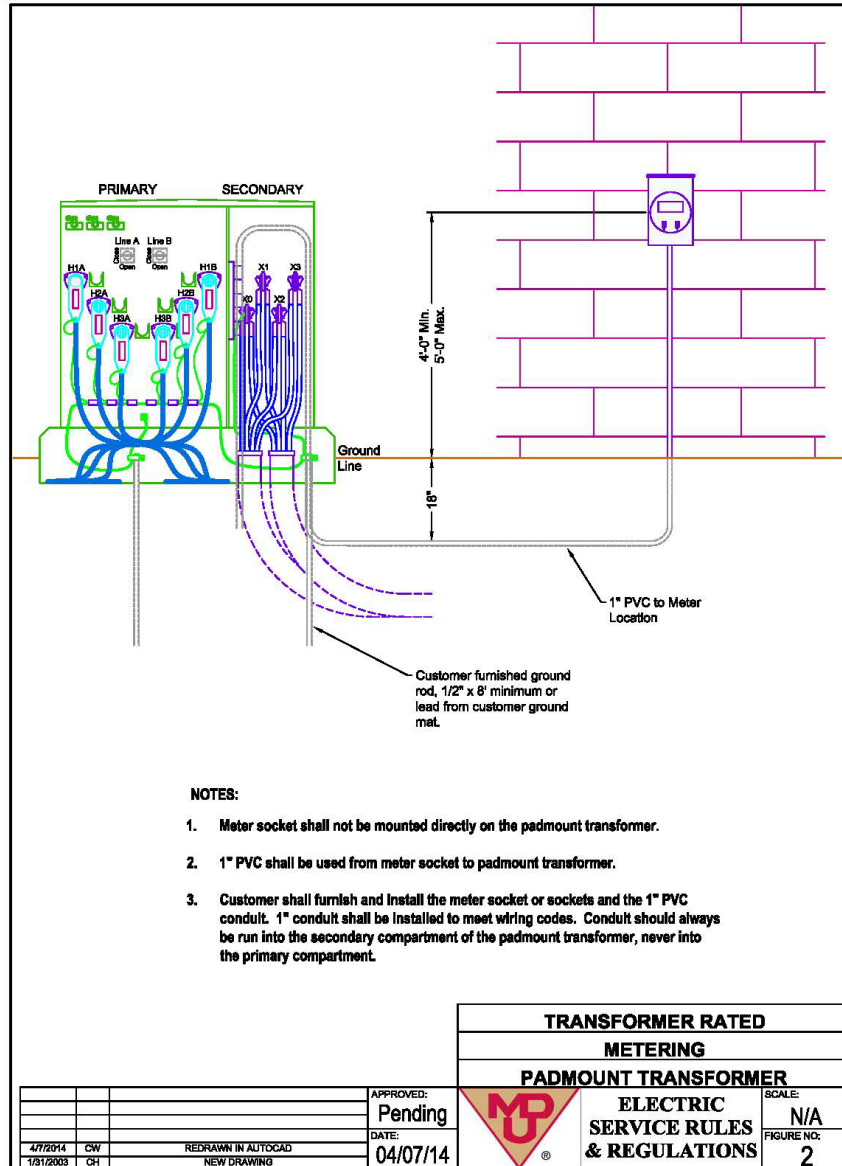 PRIMARY
SECONDARY
Line A
Line B
Close
Open
Close
Open
H1A
H2A
H3A
H3B
H2B
H1B
X0
X1
X2
X3
4'-0" Min.
5'-0" Max.
Ground
Line
18"
1" PVC to Meter
Location
Customer furnished ground
rod, 1/2" x 8' minimum or
lead from customer ground
mat.
NOTES:
1. Meter socket shall not be mounted directly on the padmount transformer.
2. 1" PVC shall be used from meter socket to padmount transformer.
3. Customer shall furnish and install the meter socket or sockets and the 1" PVC
conduit. 1" conduit shall be installed to meet wiring codes. Conduit should always
be run into the secondary compartment of the padmount transformer, never into
the primary compartment.
TRANSFORMER RATED
METERING
PADMOUNT TRANSFORMER
4/7/2014 CW REDRAWN IN AUTOCAD
1/31/2003 CH NEW DRAWING
APPROVED:
Pending
DATE:
04/07/14
MDU
®
ELECTRIC
SERVICE RULES
& REGULATIONS
SCALE:
N/A
FIGURE NO:
2